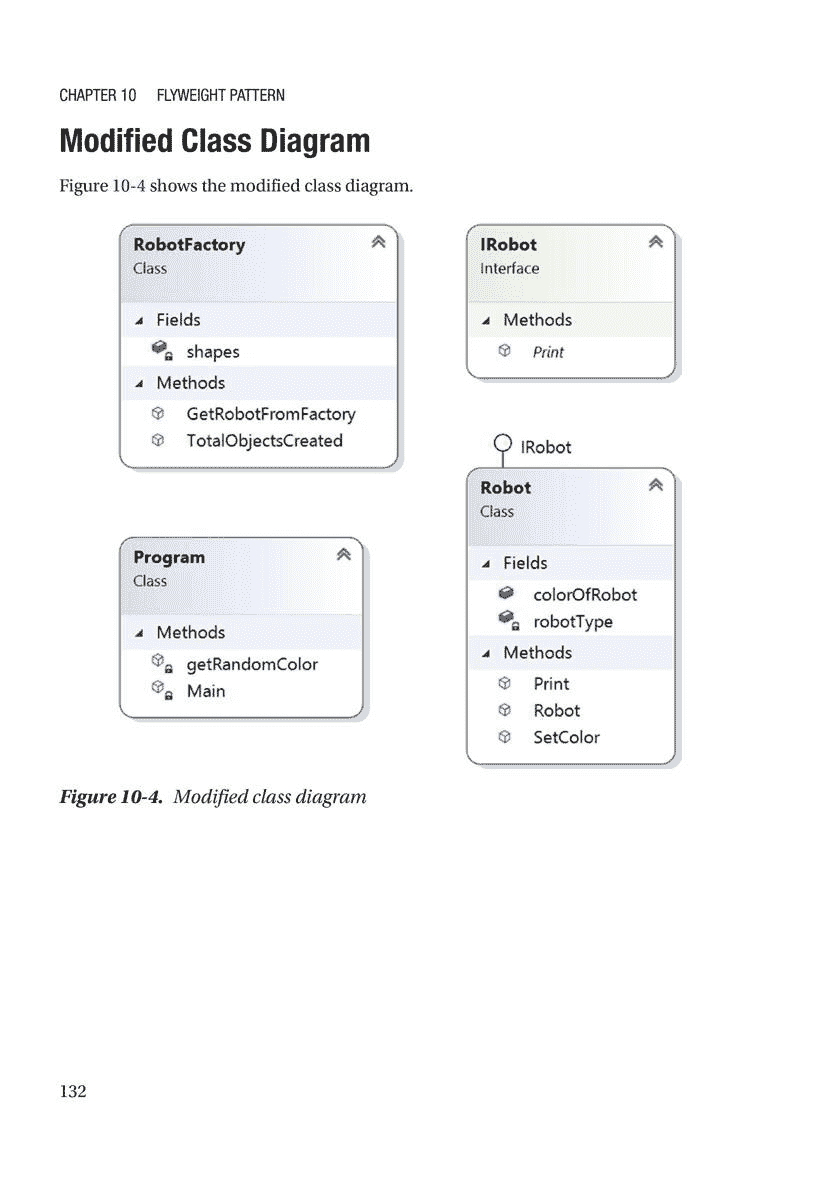 CHAPTER 10 FLYWEIGHT PATTERN
Modified Class Diagram
Figure 10-4 shows the modified class diagram.
RobotFactory
Class
Fields
shapes
Methods
GetRobotFromFactory
TotalObjectsCreated
Program
Class
Methods
getRandomColor
Main
IRobot
Interface
Methods
Print
IRobot
Robot
Class
Fields
colorOfRobot
robotType
Methods
Print
Robot
SetColor
Figure 10-4. Modified class diagram
132